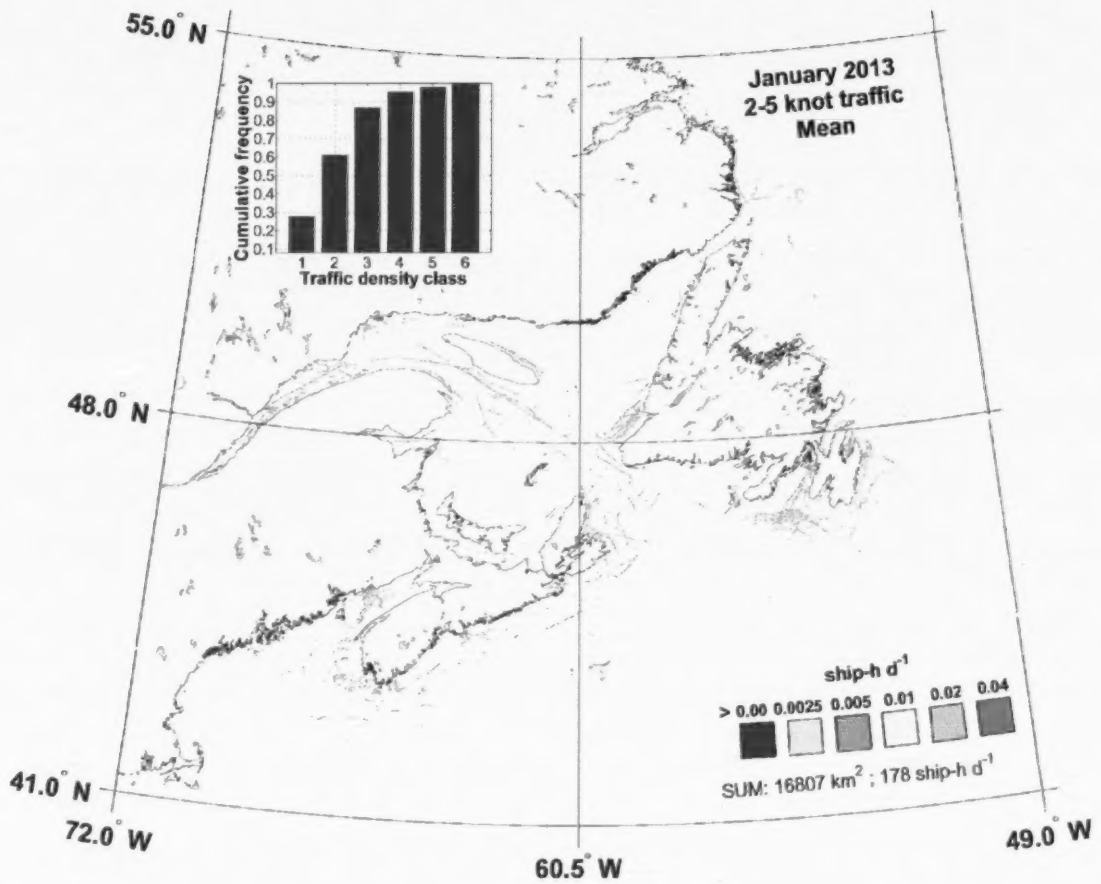 55.0° N
January 2013
2-5 knot traffic
Mean
Cumulative frequency
1
0.9
0.8
0.7
0.6
0.5
0.4
0.3
0.2
0.1
1 2 3 4 5 6
Traffic density class
48.0° N
ship-h d⁻¹
> 0.00 0.0025 0.005 0.01 0.02 0.04
SUM: 16807 km² ; 178 ship-h d⁻¹
41.0° N
72.0° W
60.5° W
49.0° W